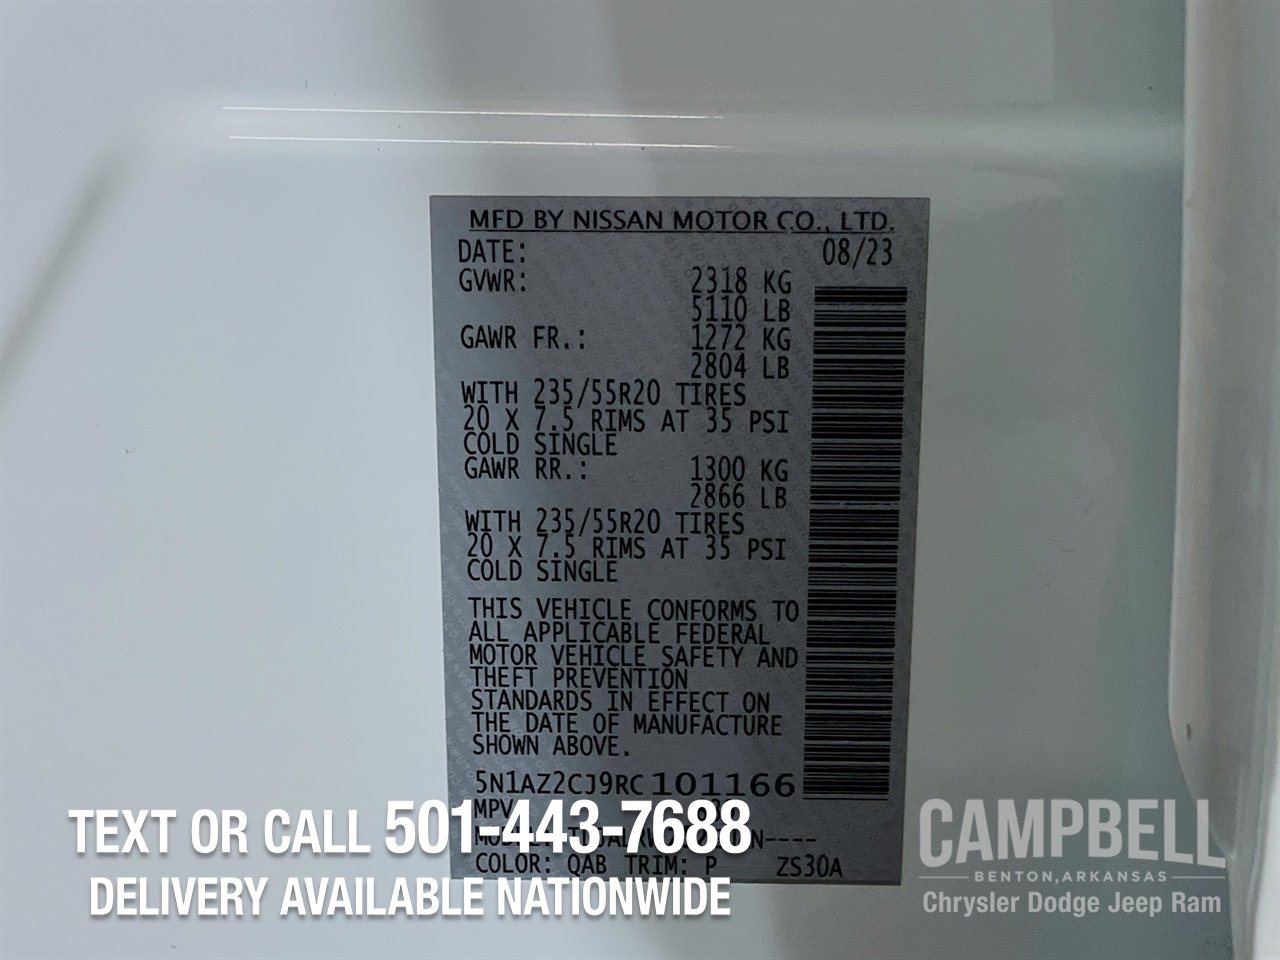 MFD BY NISSAN MOTOR CO., LTD.
DATE: 08/23
GVWR: 2318 KG
5110 LB
GAWR FR.: 1272 KG
2804 LB
WITH 235/55R20 TIRES
20 X 7.5 RIMS AT 35 PSI
COLD SINGLE
GAWR RR.: 1300 KG
2866 LB
WITH 235/55R20 TIRES
20 X 7.5 RIMS AT 35 PSI
COLD SINGLE
THIS VEHICLE CONFORMS TO
ALL APPLICABLE FEDERAL
MOTOR VEHICLE SAFETY AND
THEFT PREVENTION
STANDARDS IN EFFECT ON
THE DATE OF MANUFACTURE
SHOWN ABOVE.
5N1AZ2CJ9RC101166
MPV
COLOR: QAB TRIM: P ZS30A
TEXT OR CALL 501-443-7688
DELIVERY AVAILABLE NATIONWIDE
CAMPBELL
BENTON, ARKANSAS
Chrysler Dodge Jeep Ram